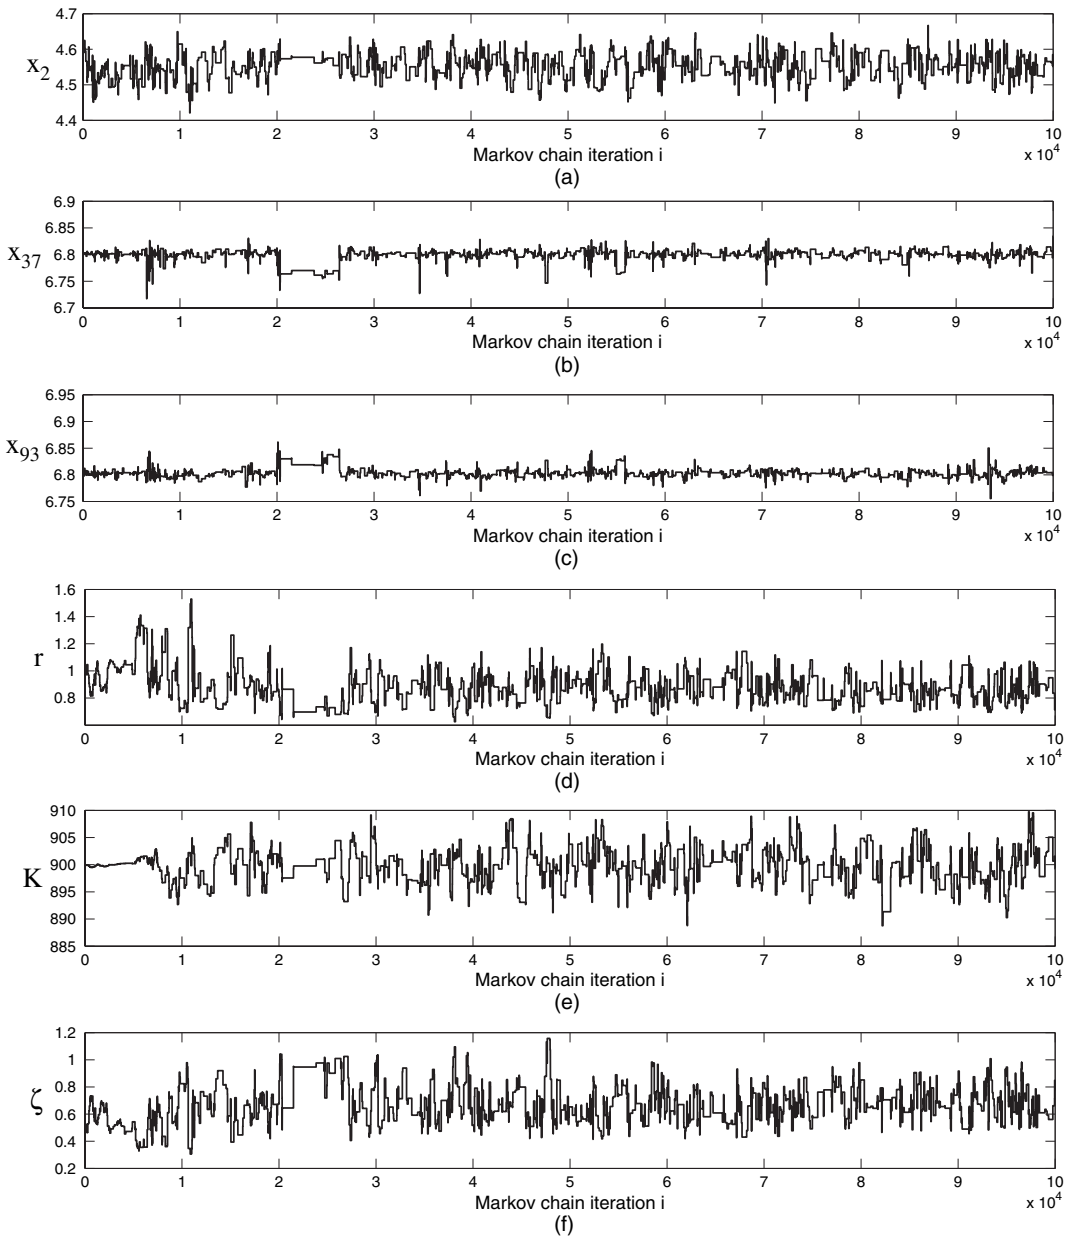 4.7
4.6
x2
4.5
4.4
0 1 2 3 4 5 6 7 8 9 10
Markov chain iteration i
x 10^4
(a)
6.9
6.85
x37 6.8
6.75
6.7
0 1 2 3 4 5 6 7 8 9 10
Markov chain iteration i
x 10^4
(b)
6.95
6.9
x93 6.85
6.8
6.75
0 1 2 3 4 5 6 7 8 9 10
Markov chain iteration i
x 10^4
(c)
1.6
1.4
1.2
r
1
0.8
0 1 2 3 4 5 6 7 8 9 10
Markov chain iteration i
x 10^4
(d)
910
905
900
K
895
890
885
0 1 2 3 4 5 6 7 8 9 10
Markov chain iteration i
x 10^4
(e)
1.2
1
0.8
ζ 0.6
0.4
0.2
0 1 2 3 4 5 6 7 8 9 10
Markov chain iteration i
x 10^4
(f)